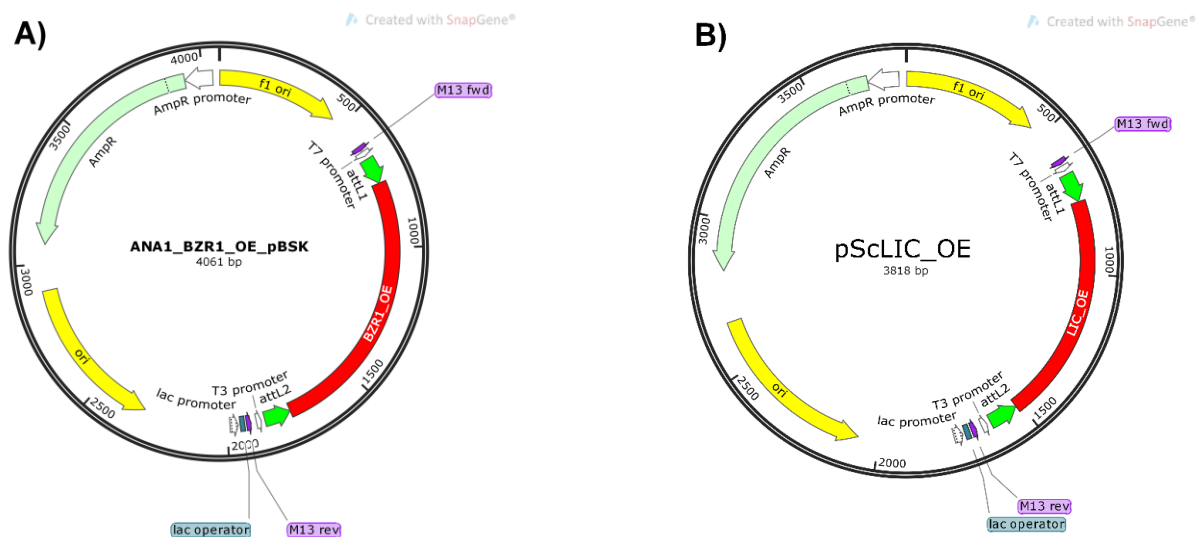 Created with SnapGene®
A)
4000
f1 ori
500
M13 fwd
AmpR promoter
3500
AmpR
T7 promoter
attL1
1000
ANA1_BZR1_OE_pBSK
4061 bp
3000
BZR1_OE
ori
1500
T3 promoter
attL2
lac promoter
2500
2000
lac operator
M13 rev
Created with SnapGene®
B)
f1 ori
500
M13 fwd
3500
AmpR promoter
AmpR
T7 promoter
attL1
3000
pScLIC_OE
3818 bp
1000
LIC_OE
ori
2500
T3 promoter
attL2
lac promoter
1500
2000
M13 rev
lac operator